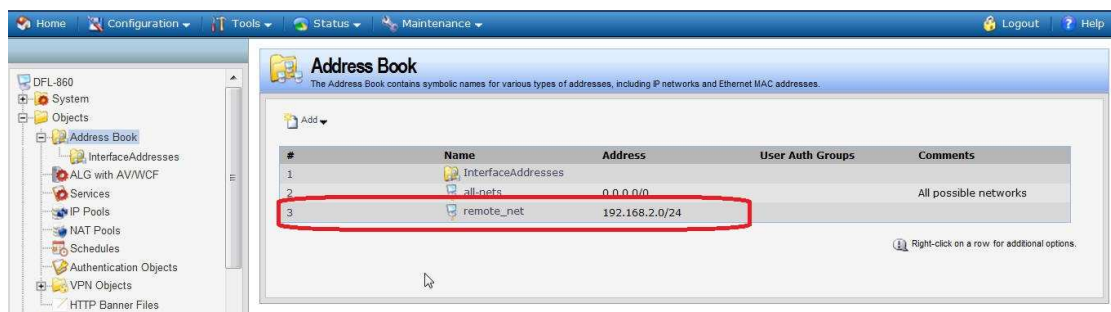 Home Configuration Tools Status Maintenance Logout Help
Address Book
The Address Book contains symbolic names for various types of addresses, including IP networks and Ethernet MAC addresses.
DFL-860
System
Objects
Address Book
InterfaceAddresses
ALG with AV/WCF
Services
IP Pools
NAT Pools
Schedules
Authentication Objects
VPN Objects
HTTP Banner Files
Add
# Name Address User Auth Groups Comments
1 InterfaceAddresses
2 all-nets 0.0.0.0/0 All possible networks
3 remote_net 192.168.2.0/24
Right-click on a row for additional options.